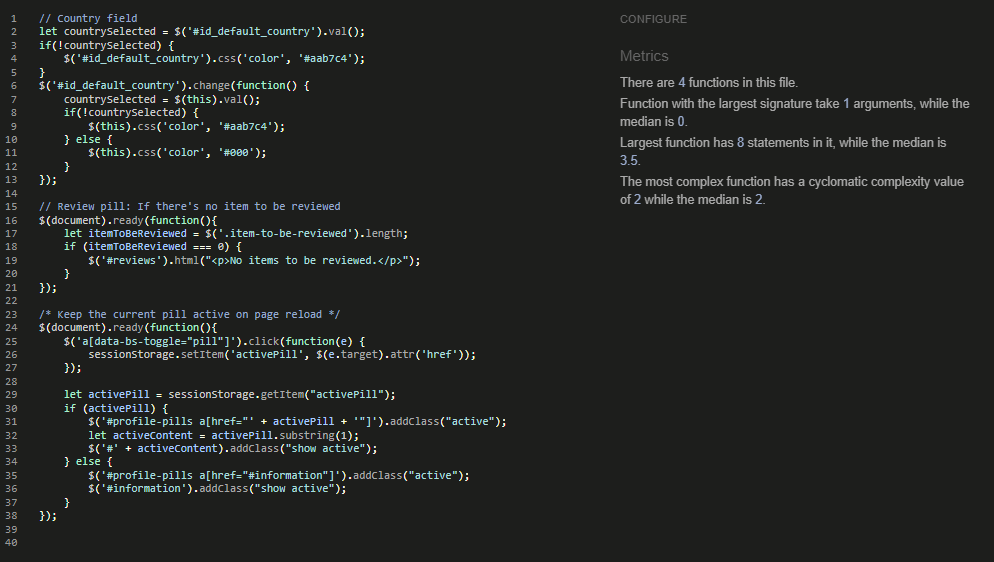 1 // Country field
2 let countrySelected = $('#id_default_country').val();
3 if(!countrySelected) {
4     $('#id_default_country').css('color', '#aab7c4');
5 }
6 $('#id_default_country').change(function() {
7     countrySelected = $(this).val();
8     if(!countrySelected) {
9         $(this).css('color', '#aab7c4');
10     } else {
11         $(this).css('color', '#000');
12     }
13 });
14
15 // Review pill: If there's no item to be reviewed
16 $(document).ready(function(){
17     let itemToBeReviewed = $('.item-to-be-reviewed').length;
18     if (itemToBeReviewed === 0) {
19         $('#reviews').html("<p>No items to be reviewed.</p>");
20     }
21 });
22
23 /* Keep the current pill active on page reload */
24 $(document).ready(function(){
25     $('a[data-bs-toggle="pill"]').click(function(e) {
26         sessionStorage.setItem('activePill', $(e.target).attr('href'));
27     });
28
29     let activePill = sessionStorage.getItem("activePill");
30     if (activePill) {
31         $('#profile-pills a[href="' + activePill + '"]').addClass("active");
32         let activeContent = activePill.substring(1);
33         $('#' + activeContent).addClass("show active");
34     } else {
35         $('#profile-pills a[href="#information"]').addClass("active");
36         $('#information').addClass("show active");
37     }
38 });
39
40
CONFIGURE
Metrics
There are 4 functions in this file.
Function with the largest signature take 1 arguments, while the
median is 0.
Largest function has 8 statements in it, while the median is
3.5.
The most complex function has a cyclomatic complexity value
of 2 while the median is 2.